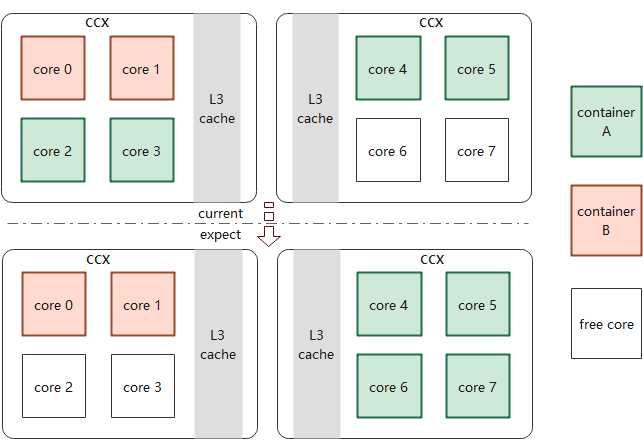 CCX
core 0
core 1
core 2
core 3
L3
cache
CCX
L3
cache
core 4
core 5
core 6
core 7
current
expect
CCX
core 0
core 1
core 2
core 3
L3
cache
CCX
L3
cache
core 4
core 5
core 6
core 7
container
A
container
B
free core